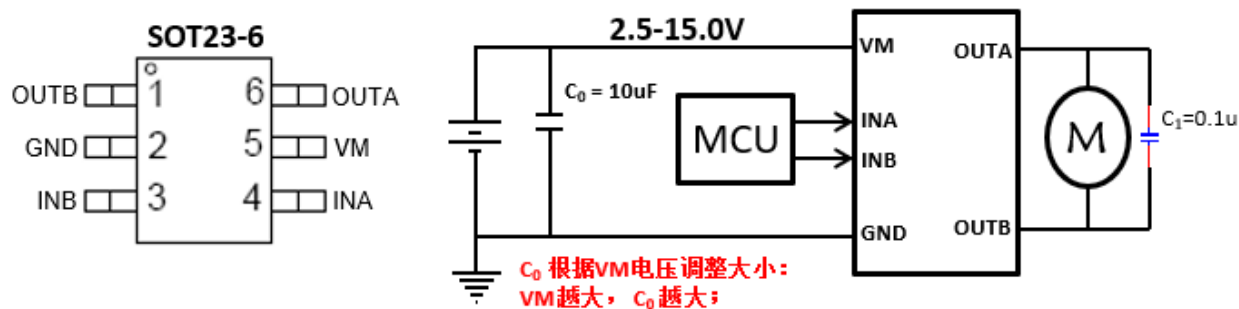 SOT23-6
OUTB 1 6 OUTA
GND 2 5 VM
INB 3 4 INA
2.5-15.0V
C₀ = 10uF
MCU
VM
INA
INB
GND
OUTA
OUTB
M
C₁=0.1u
C₀ 根据VM电压调整大小：
VM越大，C₀ 越大；